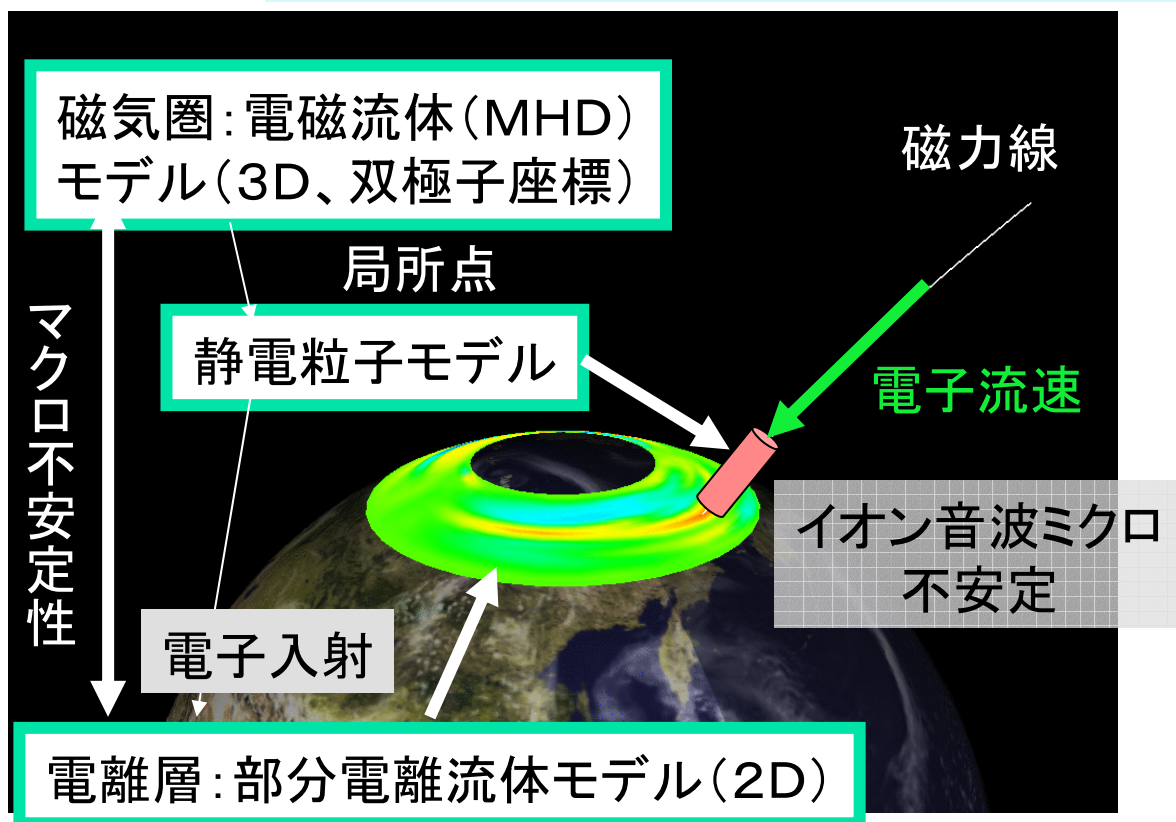 磁気圏：電磁流体（MHD）
モデル（3D、双極子座標）
磁力線
局所点
静電粒子モデル
電子流速
マクロ不安定性
イオン音波ミクロ
不安定
電子入射
電離層：部分電離流体モデル（2D）